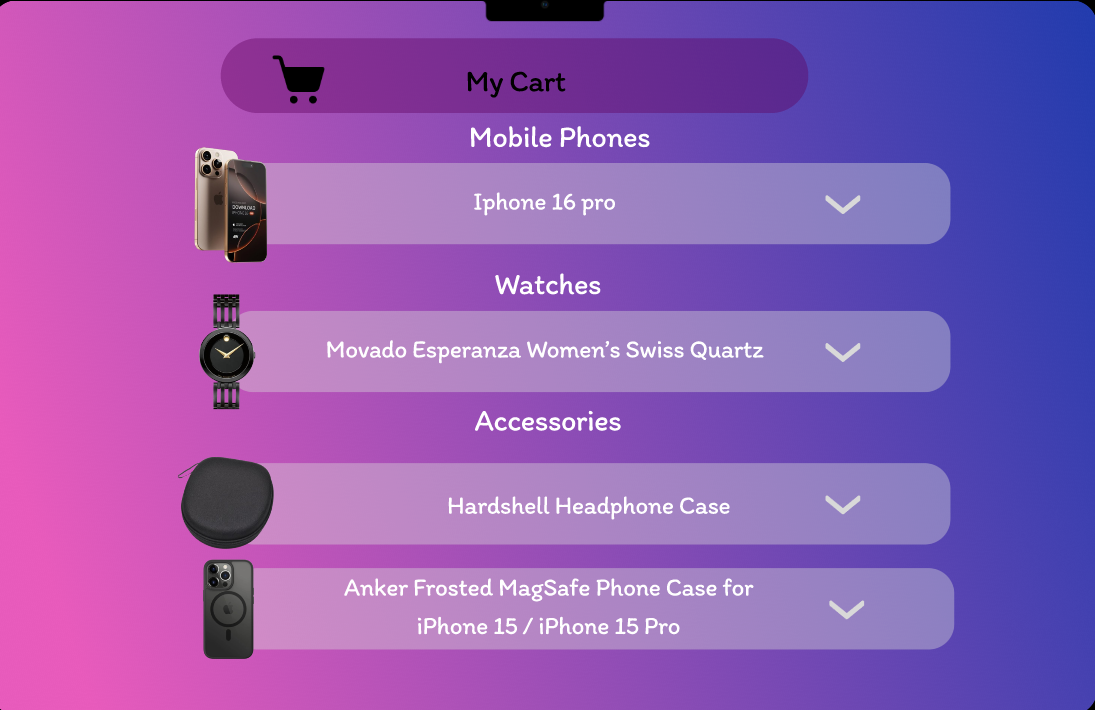 My Cart
Mobile Phones
DOWNLOAD
Iphone 16 pro
Watches
Movado Esperanza Women’s Swiss Quartz
Accessories
Hardshell Headphone Case
Anker Frosted MagSafe Phone Case for
iPhone 15 / iPhone 15 Pro